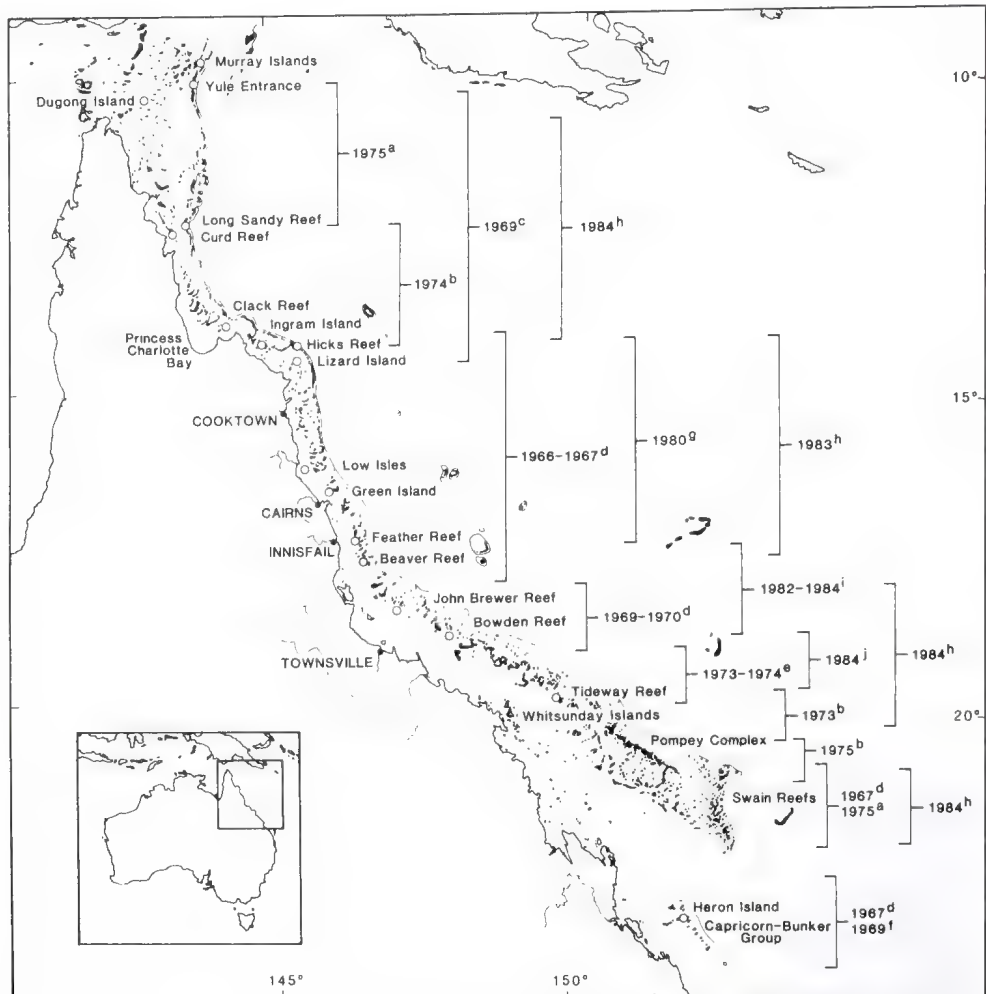 Murray Islands
10°
Yule Entrance
Dugong Island
1975a
Long Sandy Reef
1969c
1984h
Curd Reef
1974b
Clack Reef
Ingram Island
Princess
Charlotte
Bay
Hicks Reef
Lizard Island
15°
COOKTOWN
1966-1967d
1980g
1983h
Low Isles
Green Island
CAIRNS
Feather Reef
INNISFAIL
Beaver Reef
1982-1984i
John Brewer Reef
1969-1970d
Bowden Reef
TOWNSVILLE
1973-1974e
1984j
1984h
Tideway Reef
Whitsunday Islands
1973b
20°
Pompey Complex
1975b
Swain Reefs
1967d
1975a
1984h
Heron Island
Capricorn-Bunker
Group
1967d
1969f
145°
150°